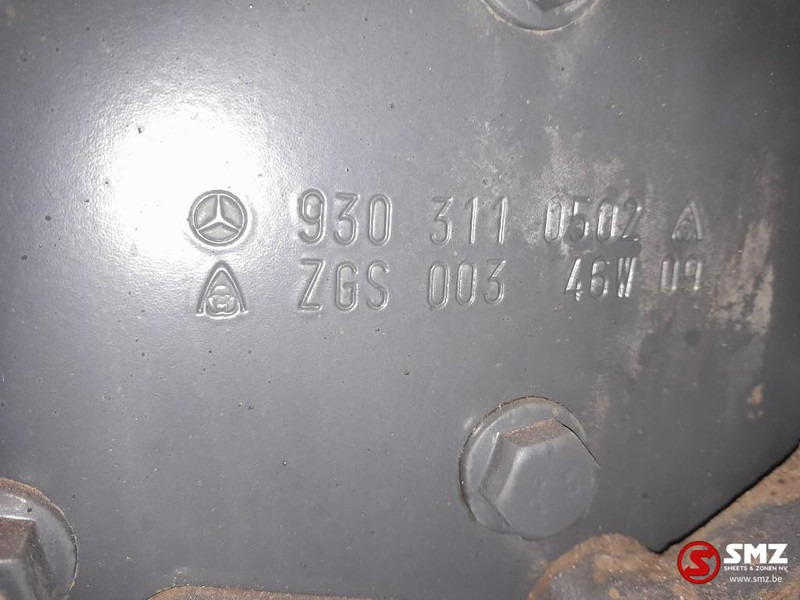 930 311 0502
ZGS 003 46W 09
SMZ
SHEETS & ZONEN NV.
www.smz.be